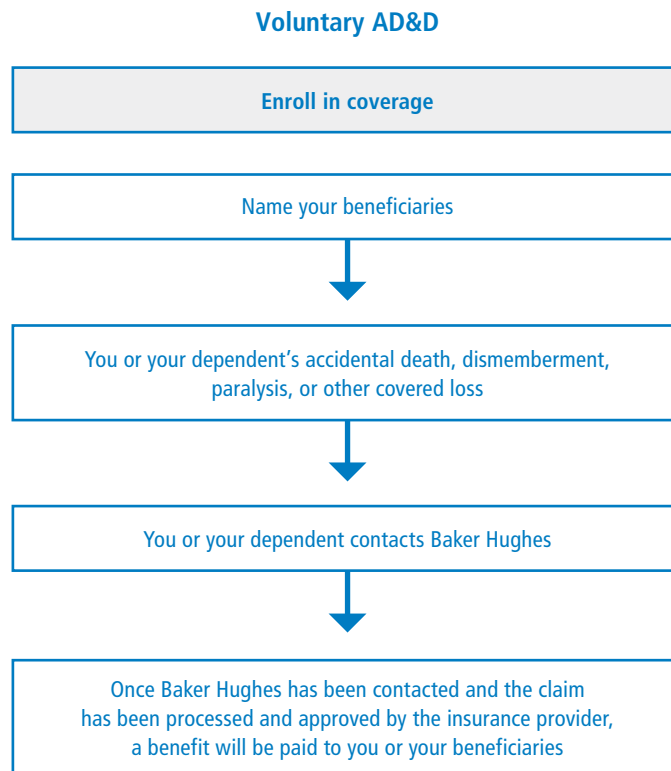 Voluntary AD&D
Enroll in coverage
Name your beneficiaries
You or your dependent’s accidental death, dismemberment,
paralysis, or other covered loss
You or your dependent contacts Baker Hughes
Once Baker Hughes has been contacted and the claim
has been processed and approved by the insurance provider,
a benefit will be paid to you or your beneficiaries